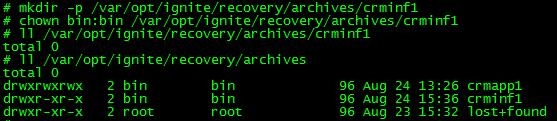 # mkdir -p /var/opt/ignite/recovery/archives/crminf1
# chown bin:bin /var/opt/ignite/recovery/archives/crminf1
# ll /var/opt/ignite/recovery/archives/crminf1
total 0
# ll /var/opt/ignite/recovery/archives
total 0
drwxrwxrwx   2 bin        bin             96 Aug 24 13:26 crmapp1
drwxr-xr-x   2 bin        bin             96 Aug 24 15:36 crminf1
drwxr-xr-x   2 root       root            96 Aug 23 15:32 lost+found